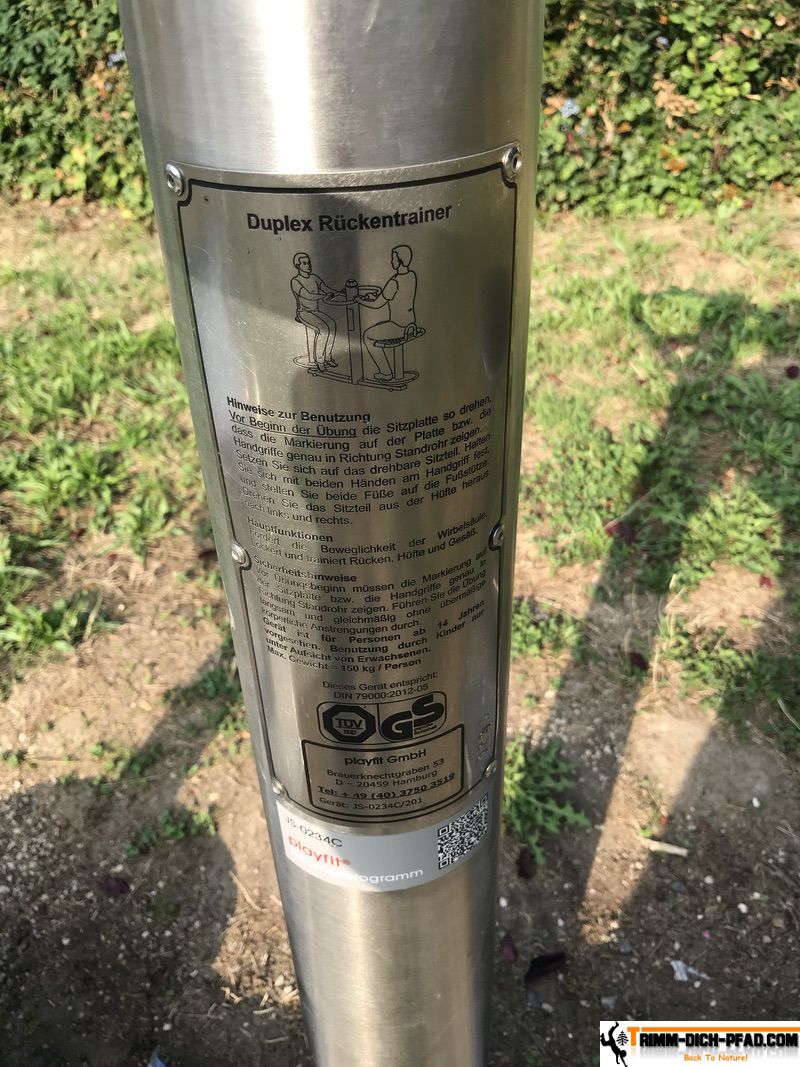 Duplex Rückentrainer
Hinweise zur Benutzung
Vor Beginn der Übung die Sitzplatte so drehen,
dass die Markierung auf der Platte bzw. die
Handgriffe genau in Richtung Standrohr zeigen.
Setzen Sie sich auf das drehbare Sitzteil. Halten
Sie sich mit beiden Händen am Handgriff fest,
und stellen Sie beide Füße auf die Fußstütze.
Drehen Sie das Sitzteil aus der Hüfte heraus
nach links und rechts.
Hauptfunktionen
Fördert die Beweglichkeit der Wirbelsäule.
Lockert und trainiert Rücken, Hüfte und Gesäß.
Sicherheitshinweise
Vor Übungsbeginn müssen die Markierung auf
der Sitzplatte bzw. die Handgriffe genau in
Richtung Standrohr zeigen. Führen Sie die Übung
langsam und gleichmäßig ohne übermäßige
körperliche Anstrengungen durch.
Gerät ist für Personen ab 14 Jahren
vorgesehen. Benutzung durch Kinder nur
unter Aufsicht von Erwachsenen.
Max. Gewicht = 150 kg / Person
Dieses Gerät entspricht:
DIN 79000:2012-05
TÜV
SÜD
GS
playfit GmbH
Brauerknechtgraben 53
D - 20459 Hamburg
Tel: + 49 (40) 3750 3519
Gerät: JS-0234C/201
JS-0234C
playfit®
TRIMM-DICH-PFAD.COM
Back To Nature!